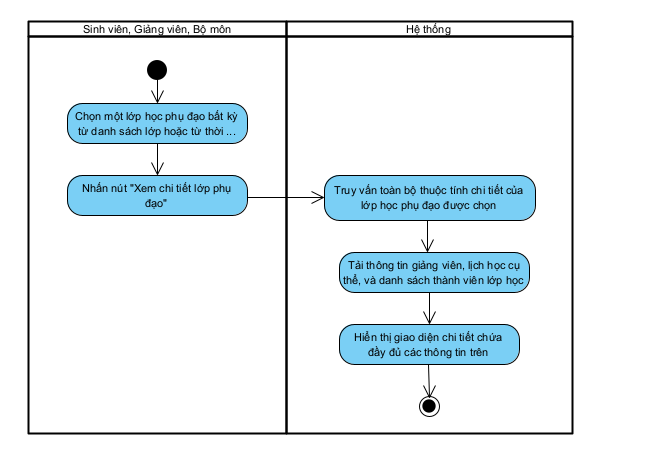 Sinh viên, Giảng viên, Bộ môn
Hệ thống
Chọn một lớp học phụ đạo bất kỳ
từ danh sách lớp hoặc từ thời ...
Nhấn nút "Xem chi tiết lớp phụ
đạo"
Truy vấn toàn bộ thuộc tính chi tiết của
lớp học phụ đạo được chọn
Tải thông tin giảng viên, lịch học cụ
thể, và danh sách thành viên lớp học
Hiển thị giao diện chi tiết chứa
đầy đủ các thông tin trên